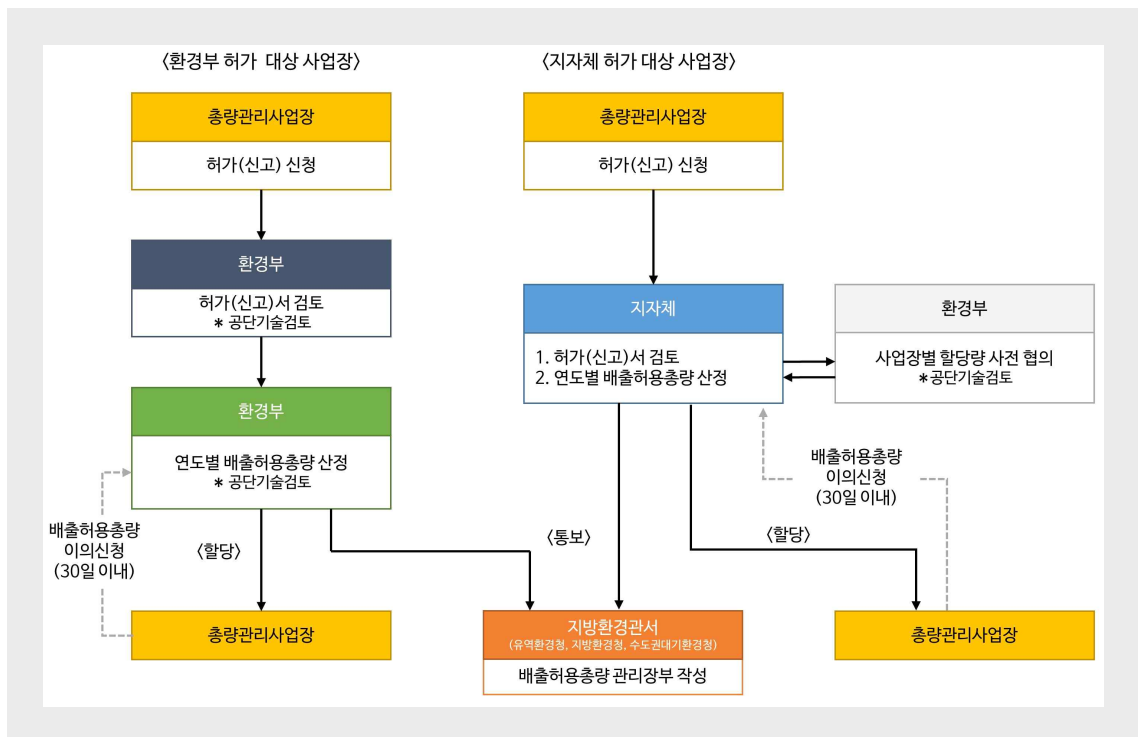 〈환경부 허가 대상 사업장〉
총량관리사업장
허가(신고) 신청
환경부
허가(신고)서 검토
* 공단기술검토
환경부
연도별 배출허용총량 산정
* 공단기술검토
배출허용총량
이의신청
(30일 이내)
〈할당〉
총량관리사업장
〈지자체 허가 대상 사업장〉
총량관리사업장
허가(신고) 신청
지자체
1. 허가(신고)서 검토
2. 연도별 배출허용총량 산정
환경부
사업장별 할당량 사전 협의
*공단기술검토
배출허용총량
이의신청
(30일 이내)
〈통보〉
〈할당〉
지방환경관서
(유역환경청, 지방환경청, 수도권대기환경청)
배출허용총량 관리장부 작성
총량관리사업장